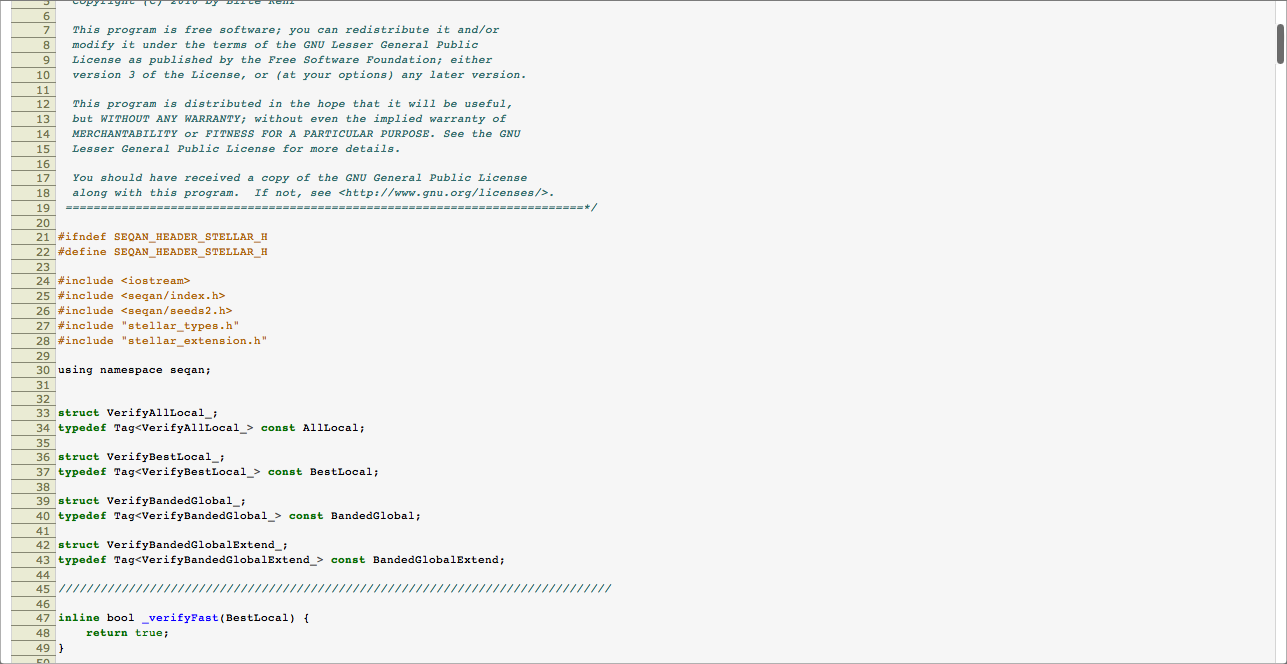 5 Copyright (C) 2010 by Birte Kehr
6
7 This program is free software; you can redistribute it and/or
8 modify it under the terms of the GNU Lesser General Public
9 License as published by the Free Software Foundation; either
10 version 3 of the License, or (at your options) any later version.
11
12 This program is distributed in the hope that it will be useful,
13 but WITHOUT ANY WARRANTY; without even the implied warranty of
14 MERCHANTABILITY or FITNESS FOR A PARTICULAR PURPOSE. See the GNU
15 Lesser General Public License for more details.
16
17 You should have received a copy of the GNU General Public License
18 along with this program.  If not, see <http://www.gnu.org/licenses/>.
19 ==========================================================================*/
20
21 #ifndef SEQAN_HEADER_STELLAR_H
22 #define SEQAN_HEADER_STELLAR_H
23
24 #include <iostream>
25 #include <seqan/index.h>
26 #include <seqan/seeds2.h>
27 #include "stellar_types.h"
28 #include "stellar_extension.h"
29
30 using namespace seqan;
31
32
33 struct VerifyAllLocal_;
34 typedef Tag<VerifyAllLocal_> const AllLocal;
35
36 struct VerifyBestLocal_;
37 typedef Tag<VerifyBestLocal_> const BestLocal;
38
39 struct VerifyBandedGlobal_;
40 typedef Tag<VerifyBandedGlobal_> const BandedGlobal;
41
42 struct VerifyBandedGlobalExtend_;
43 typedef Tag<VerifyBandedGlobalExtend_> const BandedGlobalExtend;
44
45 ///////////////////////////////////////////////////////////////////////////////
46
47 inline bool _verifyFast(BestLocal) {
48     return true;
49 }
50